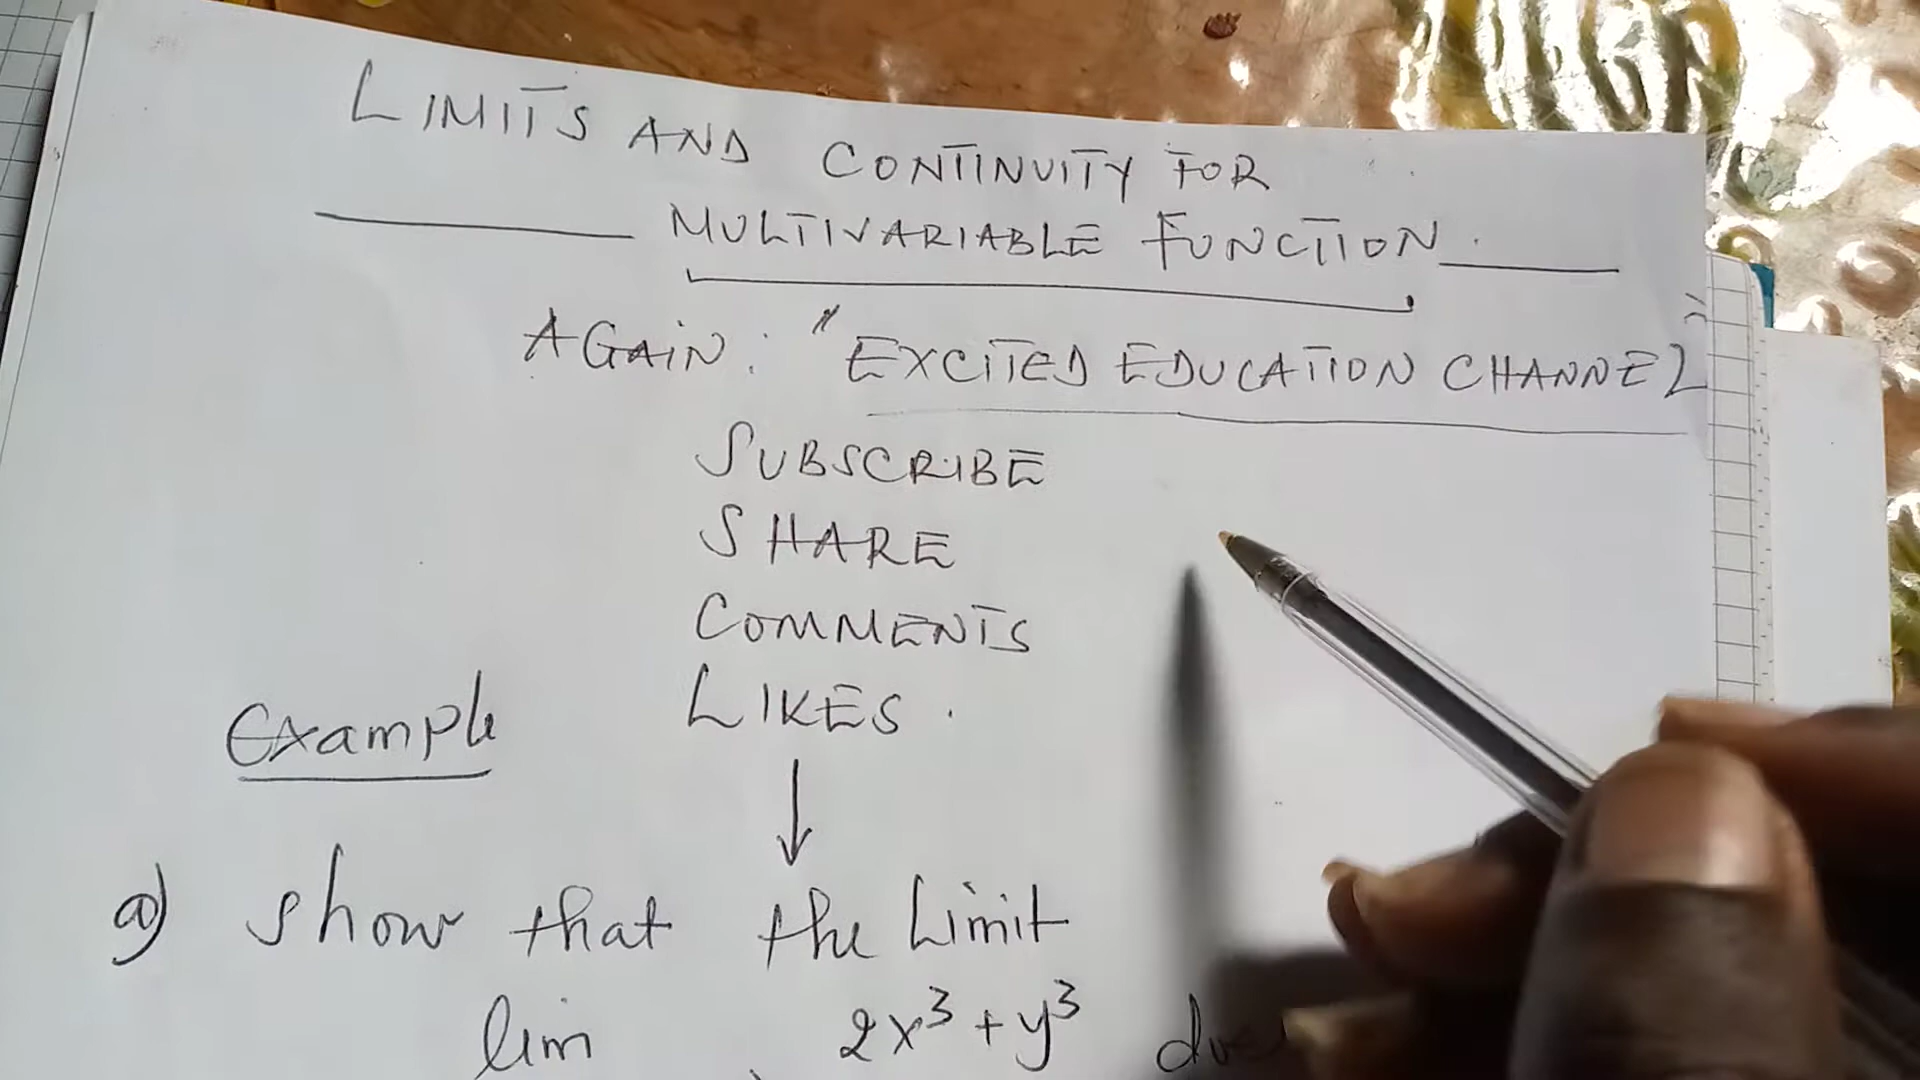 LIMITS AND CONTINUITY FOR
MULTIVARIABLE FUNCTION.
AGAIN: "EXCITED EDUCATION CHANNEL"
SUBSCRIBE
SHARE
COMMENTS
LIKES.
Example
a) show that the Limit
lim 2x³ + y³